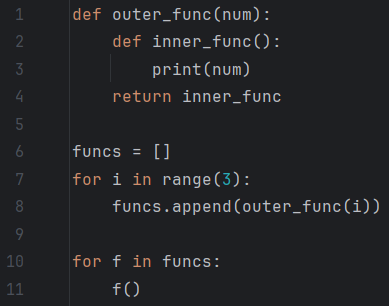 1 def outer_func(num):
2     def inner_func():
3         print(num)
4     return inner_func
5
6 funcs = []
7 for i in range(3):
8     funcs.append(outer_func(i))
9
10 for f in funcs:
11     f()